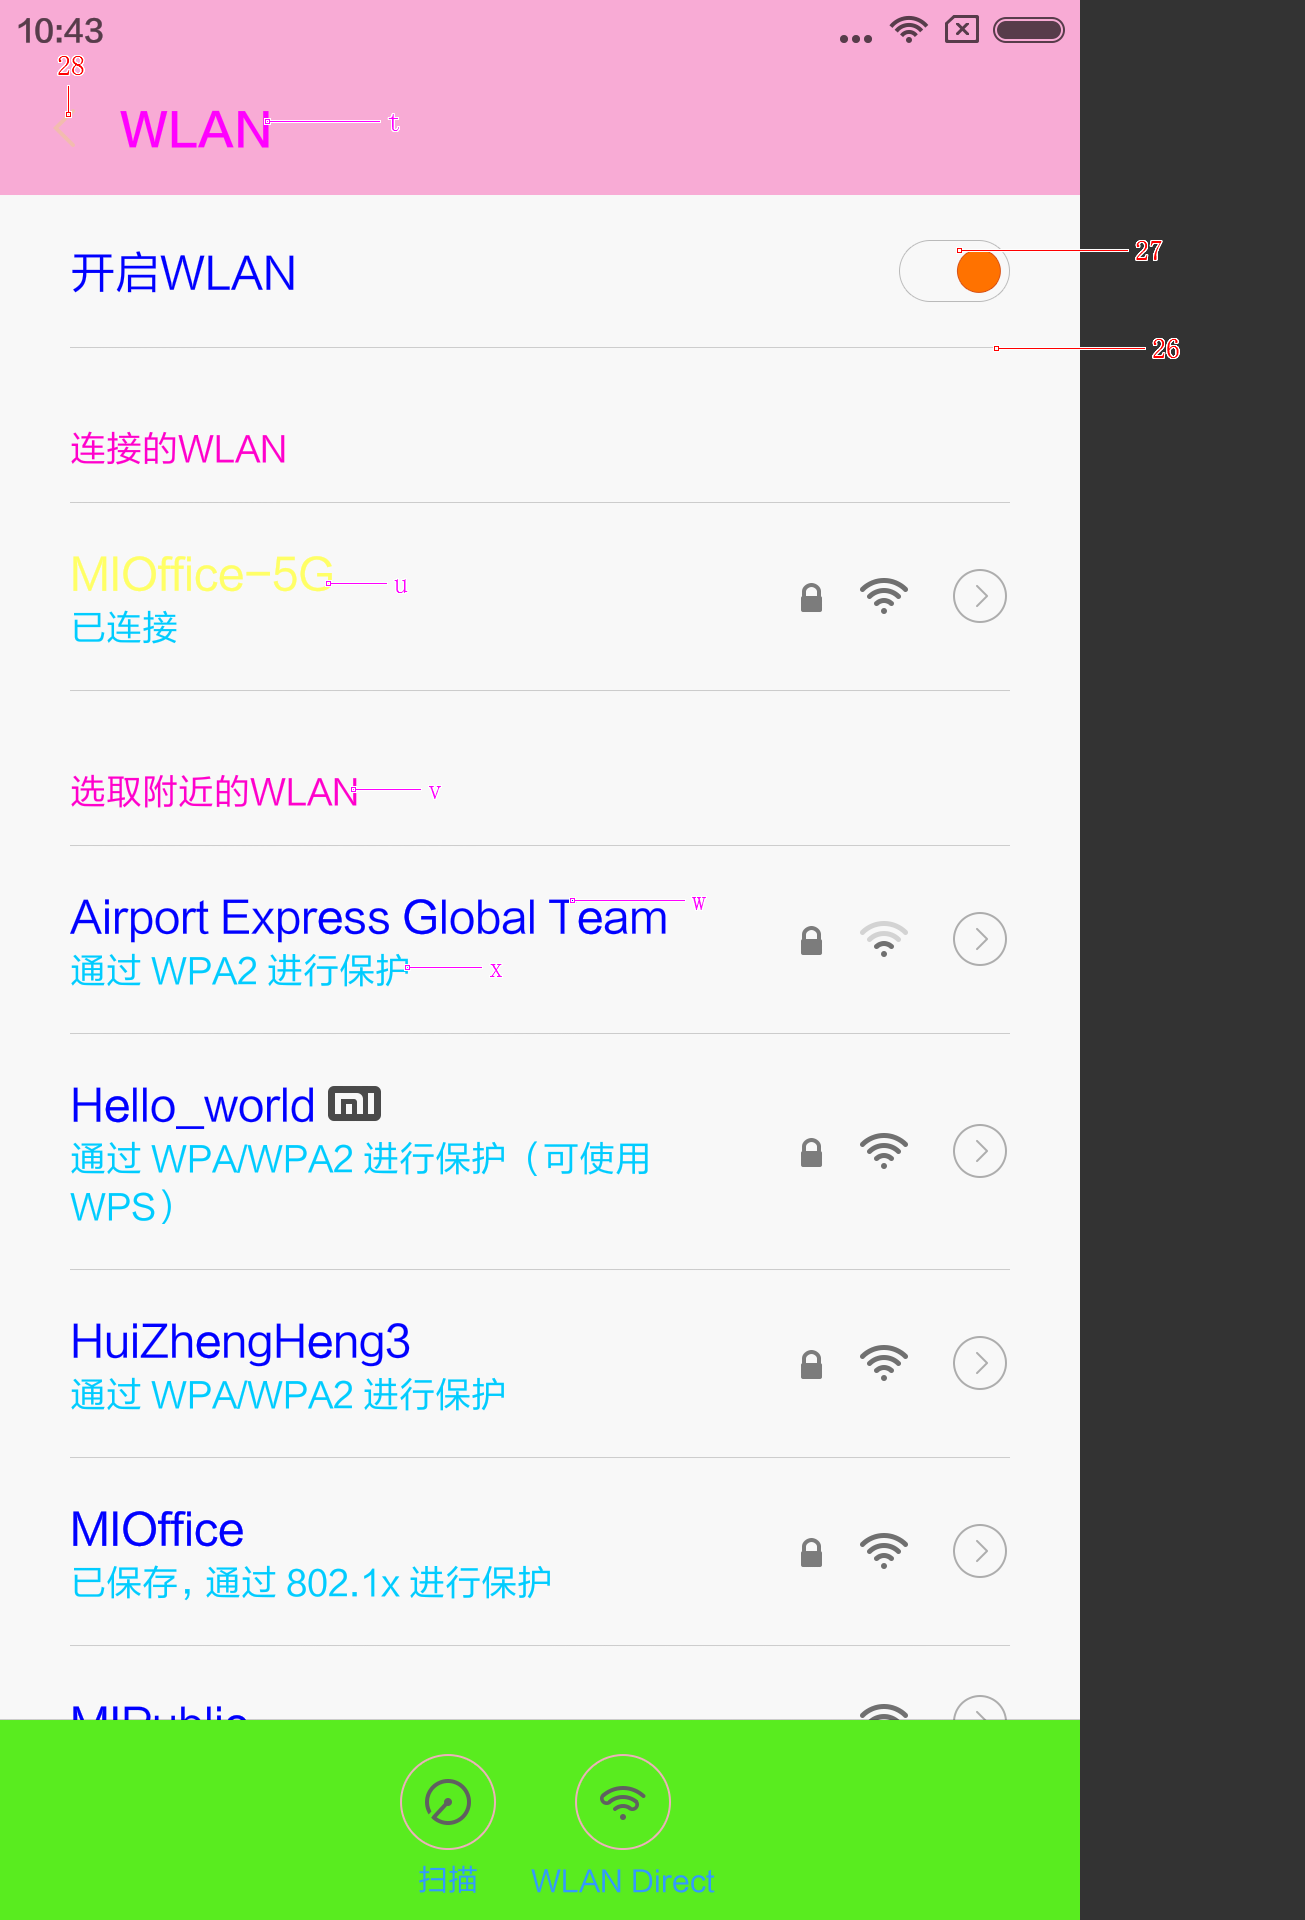 10:43
28
WLAN
t
开启WLAN
27
26
连接的WLAN
MIOffice-5G
u
已连接
选取附近的WLAN
v
Airport Express Global Team
w
通过 WPA2 进行保护
x
Hello_world MI
通过 WPA/WPA2 进行保护（可使用
WPS）
HuiZhengHeng3
通过 WPA/WPA2 进行保护
MIOffice
已保存，通过 802.1x 进行保护
MIPublic
扫描
WLAN Direct